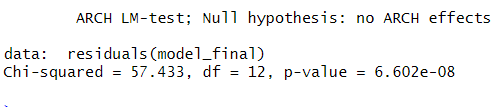 ARCH LM-test; Null hypothesis: no ARCH effects
data: residuals(model_final)
Chi-squared = 57.433, df = 12, p-value = 6.602e-08